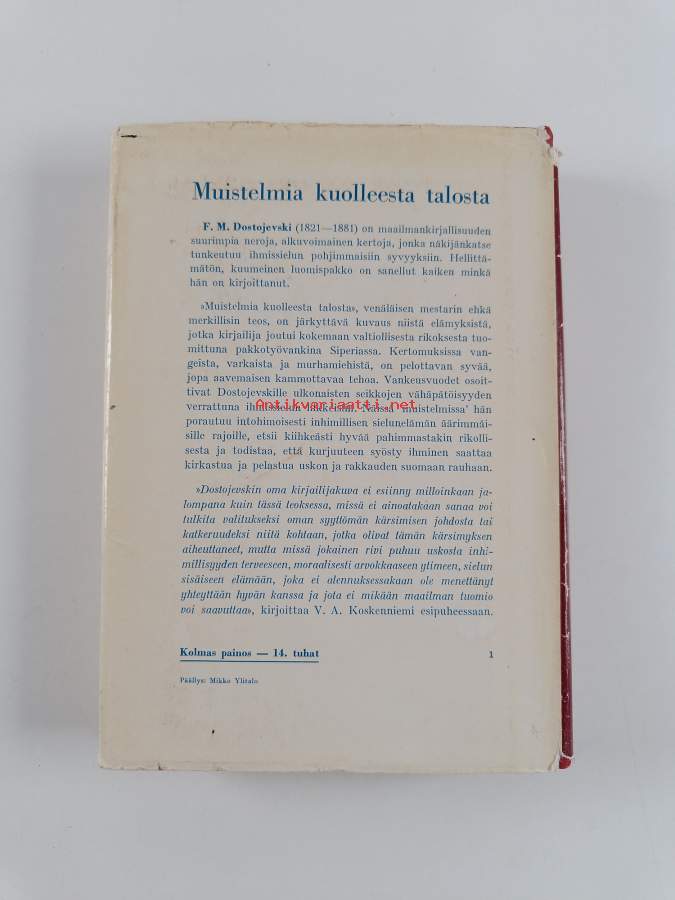 Muistelmia kuolleesta talosta
F. M. Dostojevski (1821—1881) on maailmankirjallisuuden
suurimpia neroja, alkuvoimainen kertoja, jonka näkijänkatse
tunkeutuu ihmissielun pohjimmaisiin syvyyksiin. Hellittä-
mätön, kuumeinen luomispakko on sanellut kaiken minkä
hän on kirjoittanut.
»Muistelmia kuolleesta talosta», venäläisen mestarin ehkä
merkillisin teos, on järkyttävä kuvaus niistä elämyksistä,
jotka kirjailija joutui kokemaan valtiollisesta rikoksesta tuo-
mittuna pakkotyövankina Siperiassa. Kertomuksissa van-
geista, varkaista ja murhamiehistä, on pelottavan syvää,
jopa aavemaisen kammottavaa tehoa. Vankeusvuodet osoit-
tivat Dostojevskille ulkonaisten seikkojen vähäpätöisyyden
Antikvariaatti.net
verrattuna ihmissielun liikkeisiin. Näissä 'muistelmissa' hän
porautuu intohimoisesti inhimillisen sielunelämän äärimmäi-
sille rajoille, etsii kiihkeästi hyvää pahimmastakin rikolli-
sesta ja todistaa, että kurjuuteen syösty ihminen saattaa
kirkastua ja pelastua uskon ja rakkauden suomaan rauhaan.
»Dostojevskin oma kirjailijakuva ei esiinny milloinkaan ja-
lompana kuin tässä teoksessa, missä ei ainoatakaan sanaa voi
tulkita valitukseksi oman syyttömän kärsimisen johdosta tai
katkeruudeksi niitä kohtaan, jotka olivat tämän kärsimyksen
aiheuttaneet, mutta missä jokainen rivi puhuu uskosta inhi-
millisyyden terveeseen, moraalisesti arvokkaaseen ytimeen, sielun
sisäiseen elämään, joka ei alennuksessakaan ole menettänyt
yhteyttään hyvän kanssa ja jota ei mikään maailman tuomio
voi saavuttaa», kirjoittaa V. A. Koskenniemi esipuheessaan.
Kolmas painos — 14. tuhat 1
Päällys: Mikko Ylitalo